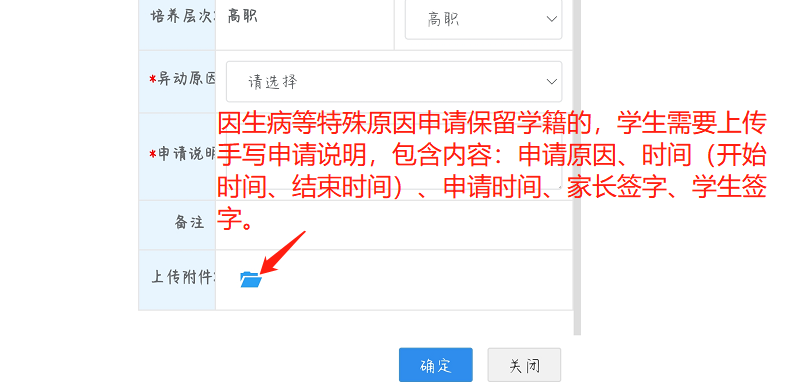 培养层次: 高职 高职
*异动原因 请选择
因生病等特殊原因申请保留学籍的，学生需要上传
*申请说明 手写申请说明，包含内容：申请原因、时间（开始
时间、结束时间）、申请时间、家长签字、学生签
备注 字。
上传附件:
确定 关闭